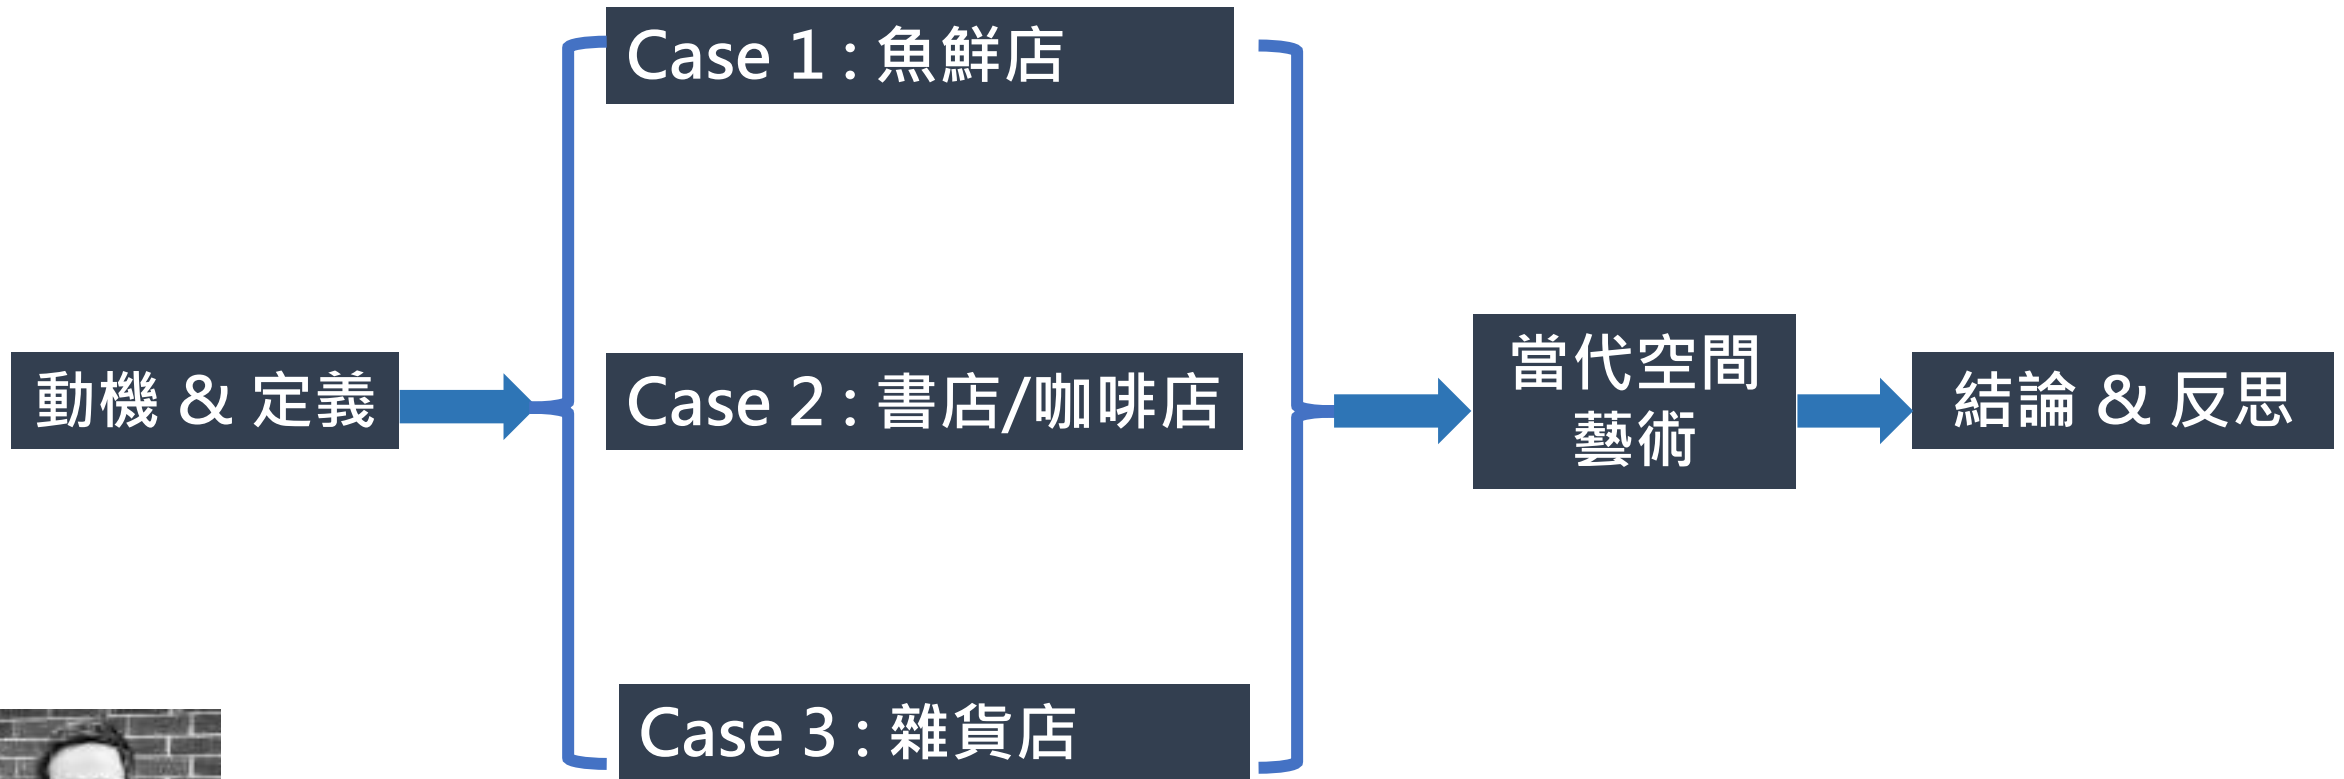 動機 & 定義
Case 1 : 魚鮮店
Case 2 : 書店/咖啡店
Case 3 : 雜貨店
當代空間
藝術
結論 & 反思